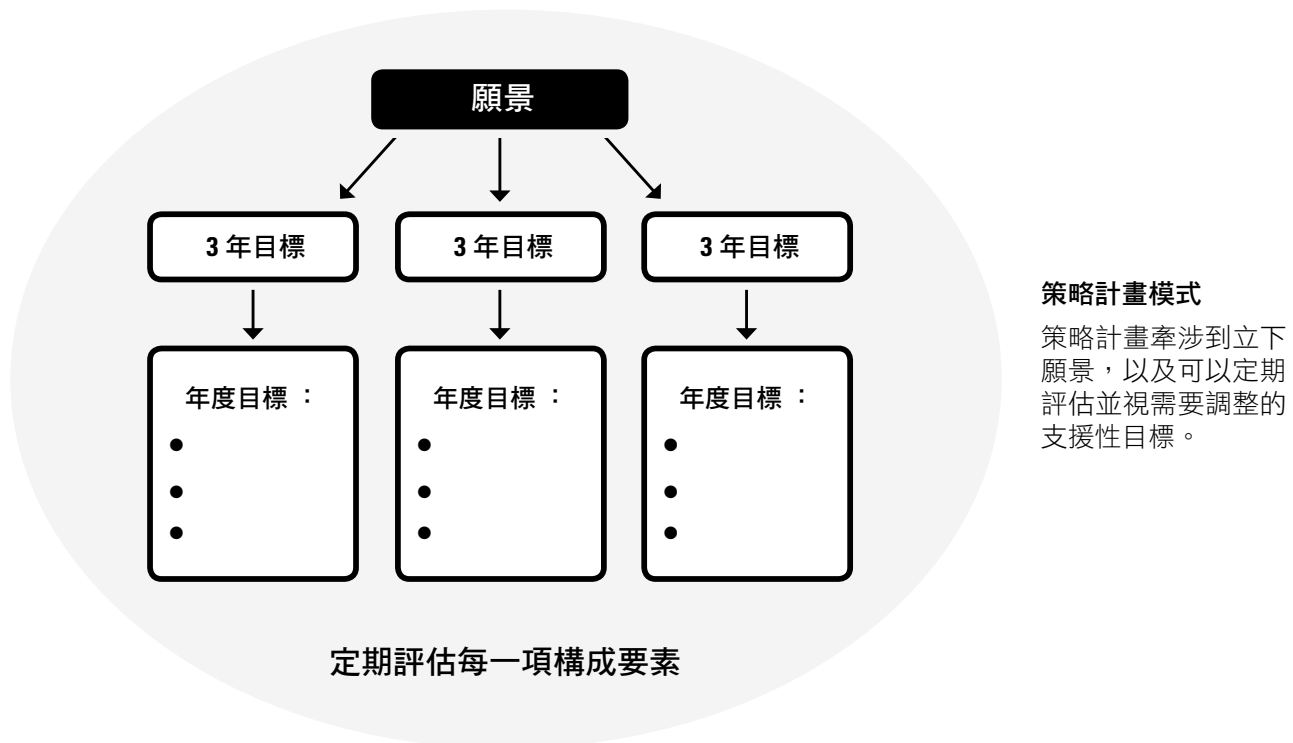 願景
3 年目標
3 年目標
3 年目標
年度目標：
●
●
●
年度目標：
●
●
●
年度目標：
●
●
●
定期評估每一項構成要素
策略計畫模式
策略計畫牽涉到立下
願景，以及可以定期
評估並視需要調整的
支援性目標。